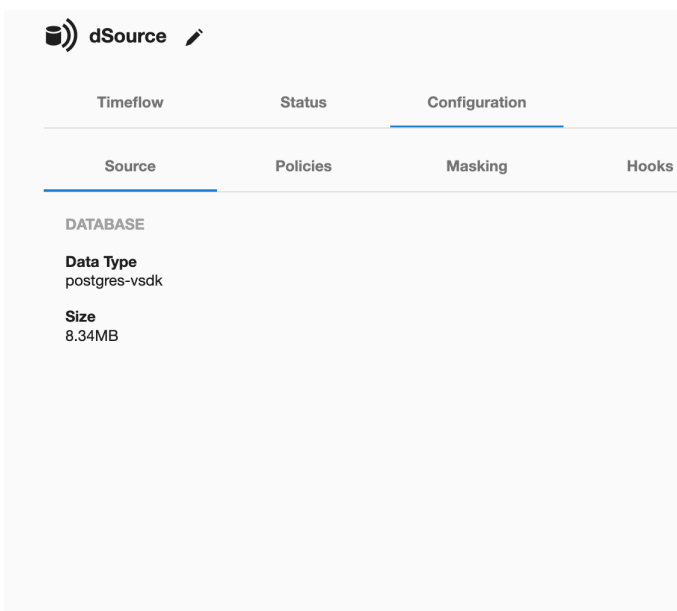 dSource
Timeflow Status Configuration
Source Policies Masking Hooks
DATABASE
Data Type
postgres-vsdk
Size
8.34MB